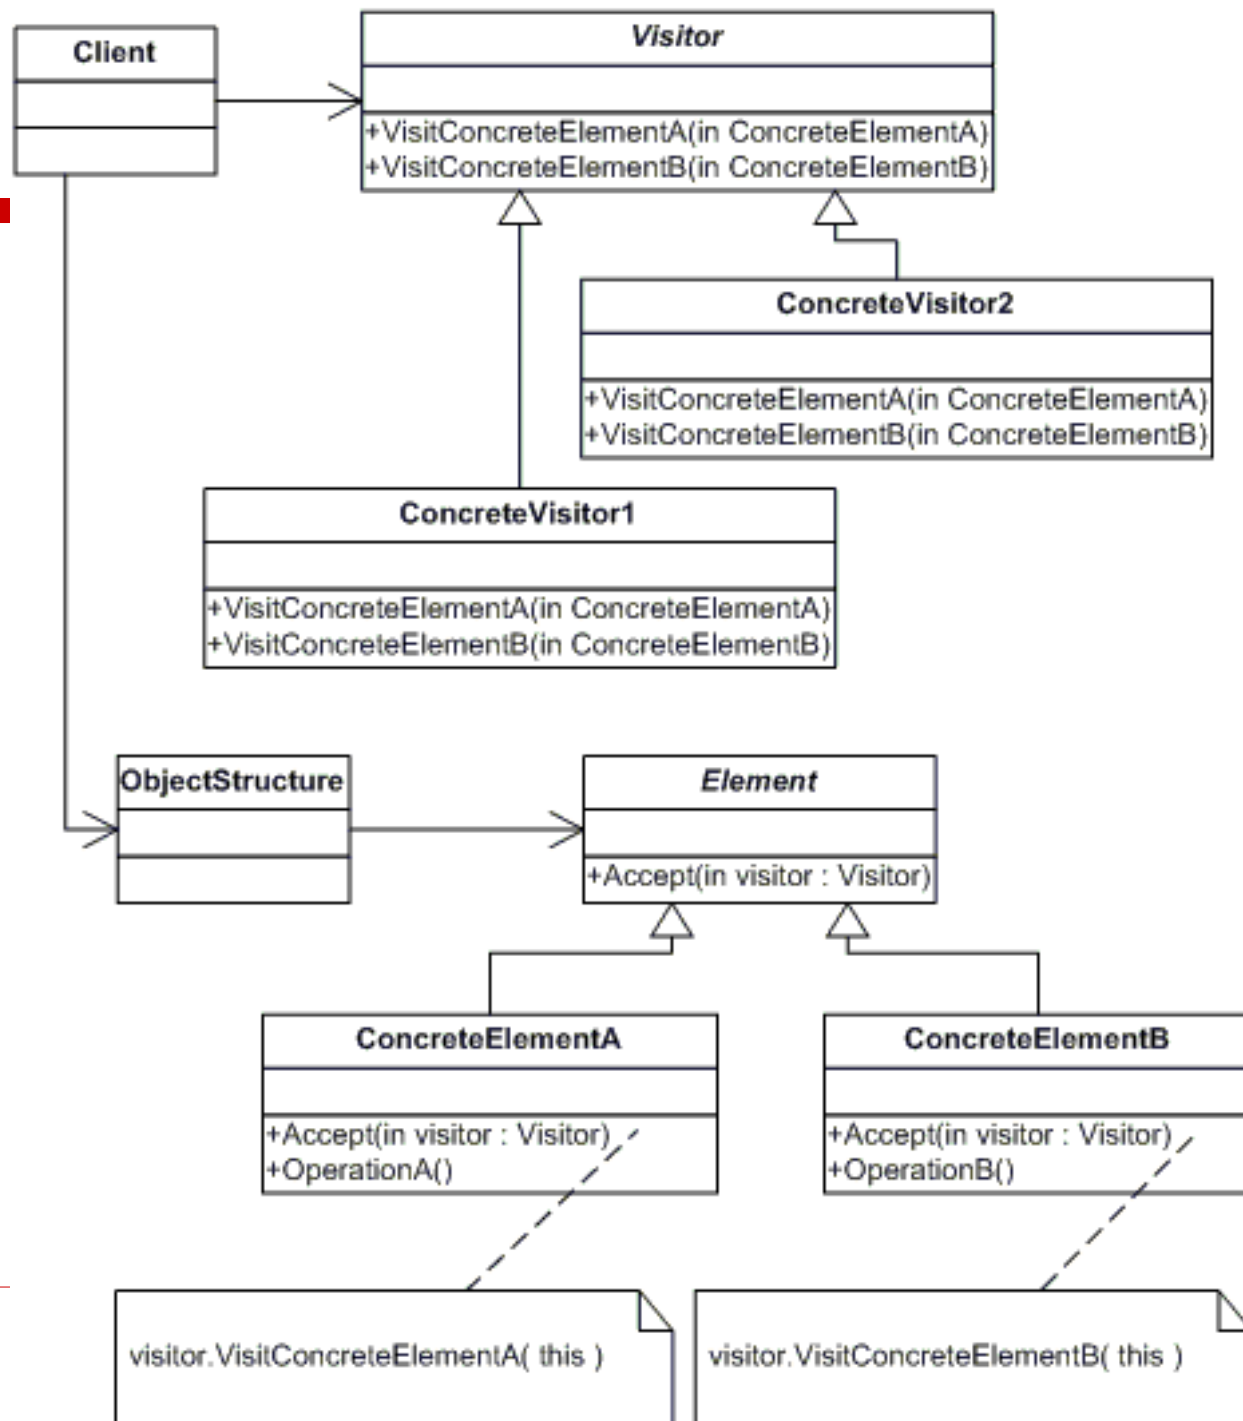 Client
Visitor
+VisitConcreteElementA(in ConcreteElementA)
+VisitConcreteElementB(in ConcreteElementB)
ConcreteVisitor2
+VisitConcreteElementA(in ConcreteElementA)
+VisitConcreteElementB(in ConcreteElementB)
ConcreteVisitor1
+VisitConcreteElementA(in ConcreteElementA)
+VisitConcreteElementB(in ConcreteElementB)
ObjectStructure
Element
+Accept(in visitor : Visitor)
ConcreteElementA
+Accept(in visitor : Visitor)
+OperationA()
ConcreteElementB
+Accept(in visitor : Visitor)
+OperationB()
visitor.VisitConcreteElementA( this )
visitor.VisitConcreteElementB( this )